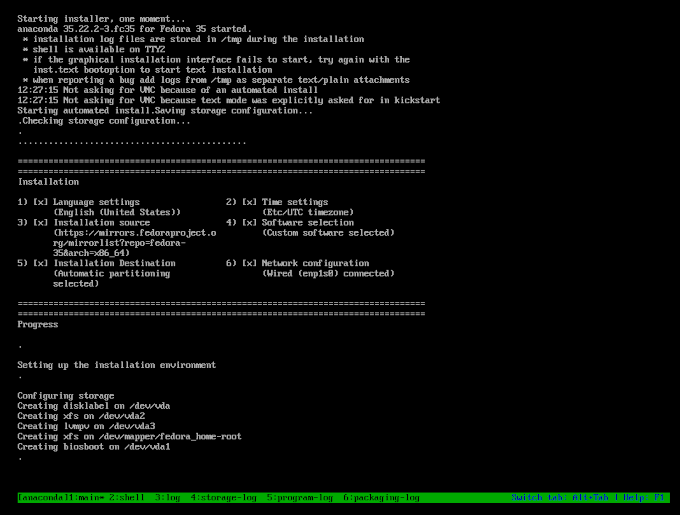 Starting installer, one moment...
anaconda 35.22.2-3.fc35 for Fedora 35 started.
* installation log files are stored in /tmp during the installation
* shell is available on TTY2
* if the graphical installation interface fails to start, try again with the
inst.text bootoption to start text installation
* when reporting a bug add logs from /tmp as separate text/plain attachments
12:27:15 Not asking for VNC because of an automated install
12:27:15 Not asking for VNC because text mode was explicitly asked for in kickstart
Starting automated install.Saving storage configuration...
.Checking storage configuration...
.
.............................................
================================================================================
================================================================================
Installation
1) [x] Language settings 2) [x] Time settings
(English (United States)) (Etc/UTC timezone)
3) [x] Installation source 4) [x] Software selection
(https://mirrors.fedoraproject.o (Custom software selected)
rg/mirrorlist?repo=fedora-
35&arch=x86_64)
5) [x] Installation Destination 6) [x] Network configuration
(Automatic partitioning (Wired (enp1s0) connected)
selected)
================================================================================
================================================================================
Progress
.
Setting up the installation environment
.
Configuring storage
Creating disklabel on /dev/vda
Creating xfs on /dev/vda2
Creating lvmpv on /dev/vda3
Creating xfs on /dev/mapper/fedora_home-root
Creating biosboot on /dev/vda1
.
[anaconda]1:main* 2:shell 3:log 4:storage-log 5:program-log 6:packaging-log Switch tab: Alt+Tab | Help: F1